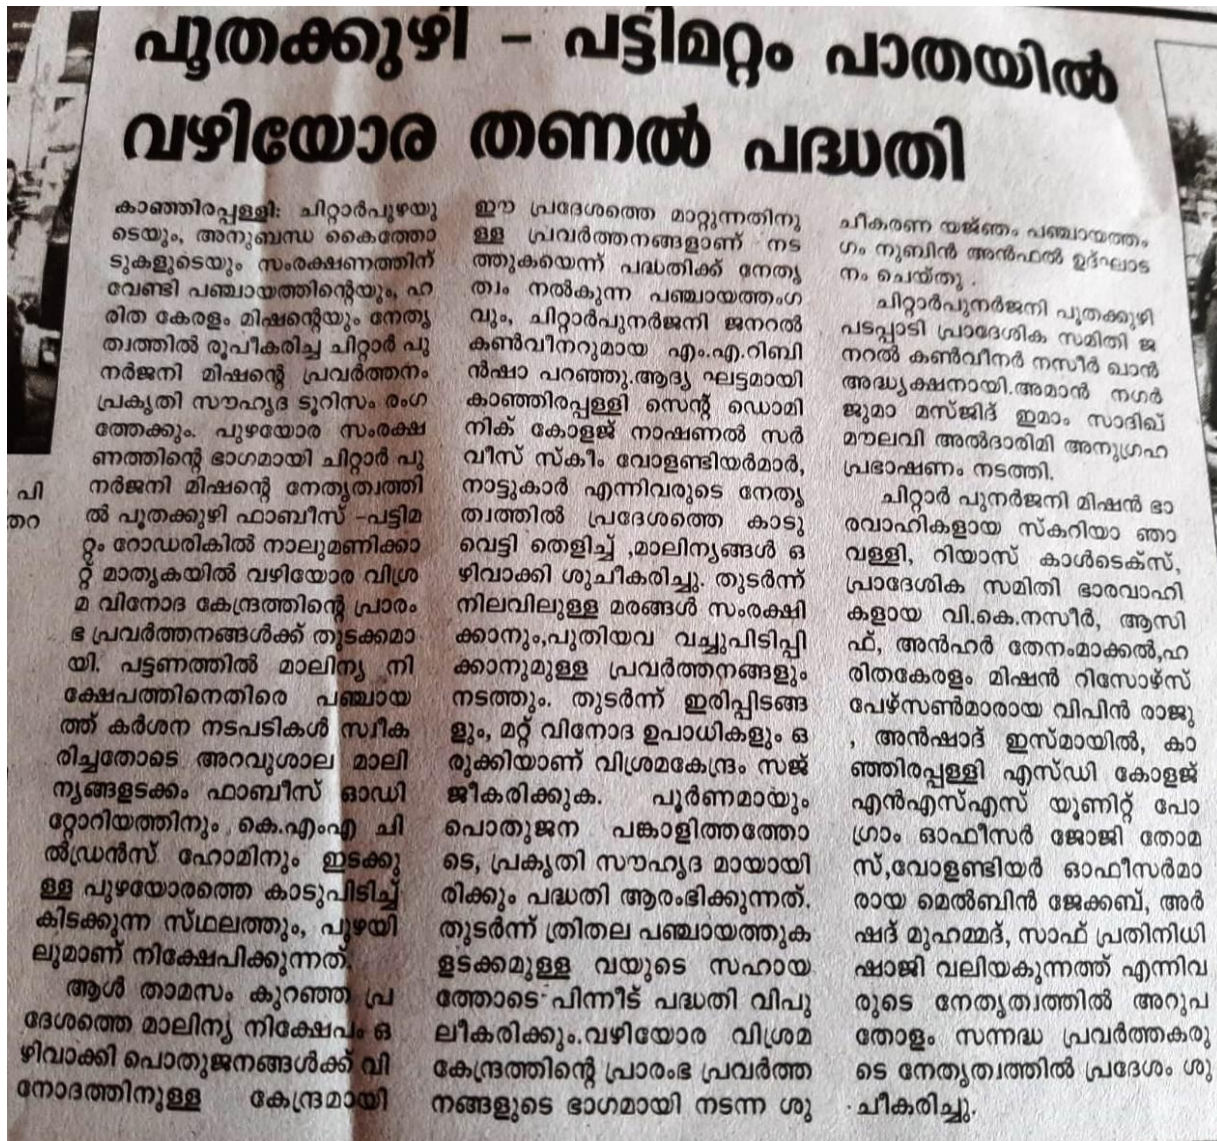 പൂതക്കുഴി – പട്ടിമറ്റം പാതയിൽ
വഴിയോര തണൽ പദ്ധതി
കാഞ്ഞിരപ്പള്ളി: ചിറ്റാർപുഴയു
ടെയും, അനുബന്ധ കൈത്തോ
ടുകളുടെയും സംരക്ഷണത്തിന്
വേണ്ടി പഞ്ചായത്തിന്റെയും, ഹ
രിത കേരളം മിഷന്റെയും നേതൃ
ത്വത്തിൽ രൂപീകരിച്ച ചിറ്റാർ പു
നർജനി മിഷന്റെ പ്രവർത്തനം
പ്രകൃതി സൗഹൃദ ടൂറിസം രംഗ
ത്തേക്കും. പുഴയോര സംരക്ഷ
ണത്തിന്റെ ഭാഗമായി ചിറ്റാർ പു
നർജനി മിഷന്റെ നേതൃത്വത്തി
ൽ പൂതക്കുഴി ഫാബീസ് –പട്ടിമ
റ്റം റോഡരികിൽ നാലുമണിക്കാ
റ്റ് മാതൃകയിൽ വഴിയോര വിശ്ര
മ വിനോദ കേന്ദ്രത്തിന്റെ പ്രാരം
ഭ പ്രവർത്തനങ്ങൾക്ക് തുടക്കമാ
യി. പട്ടണത്തിൽ മാലിന്യ നി
ക്ഷേപത്തിനെതിരെ പഞ്ചായ
ത്ത് കർശന നടപടികൾ സ്വീക
രിച്ചതോടെ അറവുശാല മാലി
ന്യങ്ങളടക്കം ഫാബീസ് ഓഡി
റ്റോറിയത്തിനും കെ.എംഎ ചി
ൽഡ്രൻസ് ഹോമിനും ഇടക്കു
ള്ള പുഴയോരത്തെ കാടുപിടിച്ച്
കിടക്കുന്ന സ്ഥലത്തും, പുഴയി
ലുമാണ് നിക്ഷേപിക്കുന്നത്.
ആൾ താമസം കുറഞ്ഞ പ്ര
ദേശത്തെ മാലിന്യ നിക്ഷേപം ഒ
ഴിവാക്കി പൊതുജനങ്ങൾക്ക് വി
നോദത്തിനുള്ള കേന്ദ്രമായി
ഈ പ്രദേശത്തെ മാറ്റുന്നതിനു
ള്ള പ്രവർത്തനങ്ങളാണ് നട
ത്തുകയെന്ന് പദ്ധതിക്ക് നേതൃ
ത്വം നൽകുന്ന പഞ്ചായത്തംഗ
വും, ചിറ്റാർപുനർജനി ജനറൽ
കൺവീനറുമായ എം.എ.റിബി
ൻഷാ പറഞ്ഞു.ആദ്യ ഘട്ടമായി
കാഞ്ഞിരപ്പള്ളി സെന്റ് ഡൊമി
നിക് കോളജ് നാഷണൽ സർ
വീസ് സ്കീം വോളണ്ടിയർമാർ,
നാട്ടുകാർ എന്നിവരുടെ നേതൃ
ത്വത്തിൽ പ്രദേശത്തെ കാടു
വെട്ടി തെളിച്ച് ,മാലിന്യങ്ങൾ ഒ
ഴിവാക്കി ശുചീകരിച്ചു. തുടർന്ന്
നിലവിലുള്ള മരങ്ങൾ സംരക്ഷി
ക്കാനും,പുതിയവ വച്ചുപിടിപ്പി
ക്കാനുമുള്ള പ്രവർത്തനങ്ങളും
നടത്തും. തുടർന്ന് ഇരിപ്പിടങ്ങ
ളും, മറ്റ് വിനോദ ഉപാധികളും ഒ
രുക്കിയാണ് വിശ്രമകേന്ദ്രം സജ്
ജീകരിക്കുക. പൂർണമായും
പൊതുജന പങ്കാളിത്തത്തോ
ടെ, പ്രകൃതി സൗഹൃദ മായായി
രിക്കും പദ്ധതി ആരംഭിക്കുന്നത്.
തുടർന്ന് ത്രിതല പഞ്ചായത്തുക
ളടക്കമുള്ള വയുടെ സഹായ
ത്തോടെ പിന്നീട് പദ്ധതി വിപു
ലീകരിക്കും.വഴിയോര വിശ്രമ
കേന്ദ്രത്തിന്റെ പ്രാരംഭ പ്രവർത്ത
നങ്ങളുടെ ഭാഗമായി നടന്ന ശു
ചീകരണ യജ്ഞം പഞ്ചായത്തം
ഗം നുബിൻ അൻഫൽ ഉദ്ഘാട
നം ചെയ്തു .
ചിറ്റാർപുനർജനി പൂതക്കുഴി
പടപ്പാടി പ്രാദേശിക സമിതി ജ
നറൽ കൺവീനർ നസീർ ഖാൻ
അദ്ധ്യക്ഷനായി.അമാൻ നഗർ
ജുമാ മസ്ജിദ് ഇമാം സാദിഖ്
മൗലവി അൽദാരിമി അനുഗ്രഹ
പ്രഭാഷണം നടത്തി.
ചിറ്റാർ പുനർജനി മിഷൻ ഭാ
രവാഹികളായ സ്കറിയാ ഞാ
വള്ളി, റിയാസ് കാൾടെക്സ്,
പ്രാദേശിക സമിതി ഭാരവാഹി
കളായ വി.കെ.നസീർ, ആസി
ഫ്, അൻഹർ തേനംമാക്കൽ,ഹ
രിതകേരളം മിഷൻ റിസോഴ്സ്
പേഴ്സൺമാരായ വിപിൻ രാജു
, അൻഷാദ് ഇസ്മായിൽ, കാ
ഞ്ഞിരപ്പള്ളി എസ്ഡി കോളജ്
എൻഎസ്എസ് യൂണിറ്റ് പോ
ഗ്രാം ഓഫീസർ ജോജി തോമ
സ്,വോളണ്ടിയർ ഓഫീസർമാ
രായ മെൽബിൻ ജേക്കബ്, അർ
ഷദ് മുഹമ്മദ്, സാഫ് പ്രതിനിധി
ഷാജി വലിയകുന്നത്ത് എന്നിവ
രുടെ നേതൃത്വത്തിൽ അറുപ
തോളം സന്നദ്ധ പ്രവർത്തകരു
ടെ നേതൃത്വത്തിൽ പ്രദേശം ശു
ചീകരിച്ചു.
പി
തറ